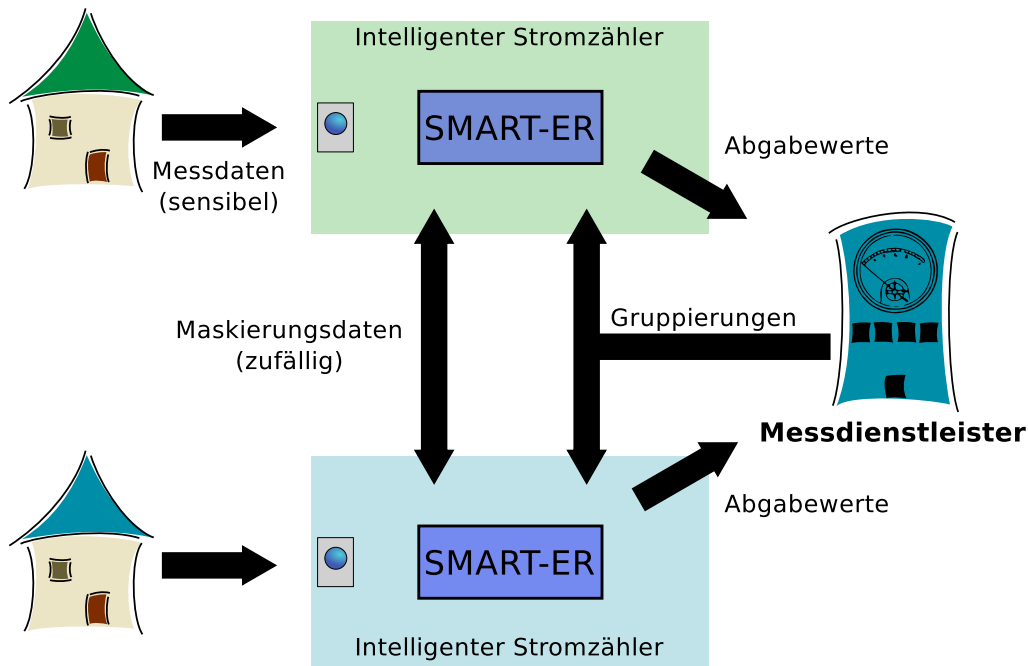 Intelligenter Stromzähler
SMART-ER
Abgabewerte
Messdaten
(sensibel)
Maskierungsdaten
(zufällig)
Gruppierungen
Messdienstleister
Abgabewerte
SMART-ER
Intelligenter Stromzähler